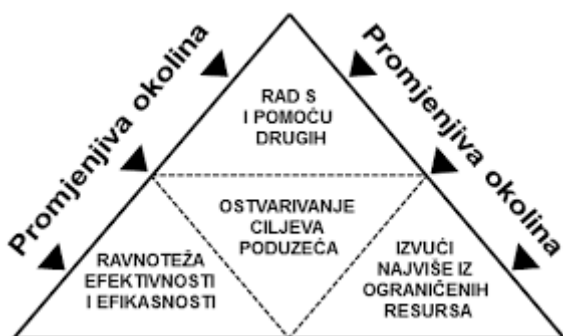 Promjenjiva okolina
Promjenjiva okolina
RAD S
I POMOĆU
DRUGIH
OSTVARIVANJE
CILJEVA
PODUZEĆA
RAVNOTEŽA
EFEKTIVNOSTI
I EFIKASNOSTI
IZVUĆI
NAJVIŠE IZ
OGRANIČENIH
RESURSA